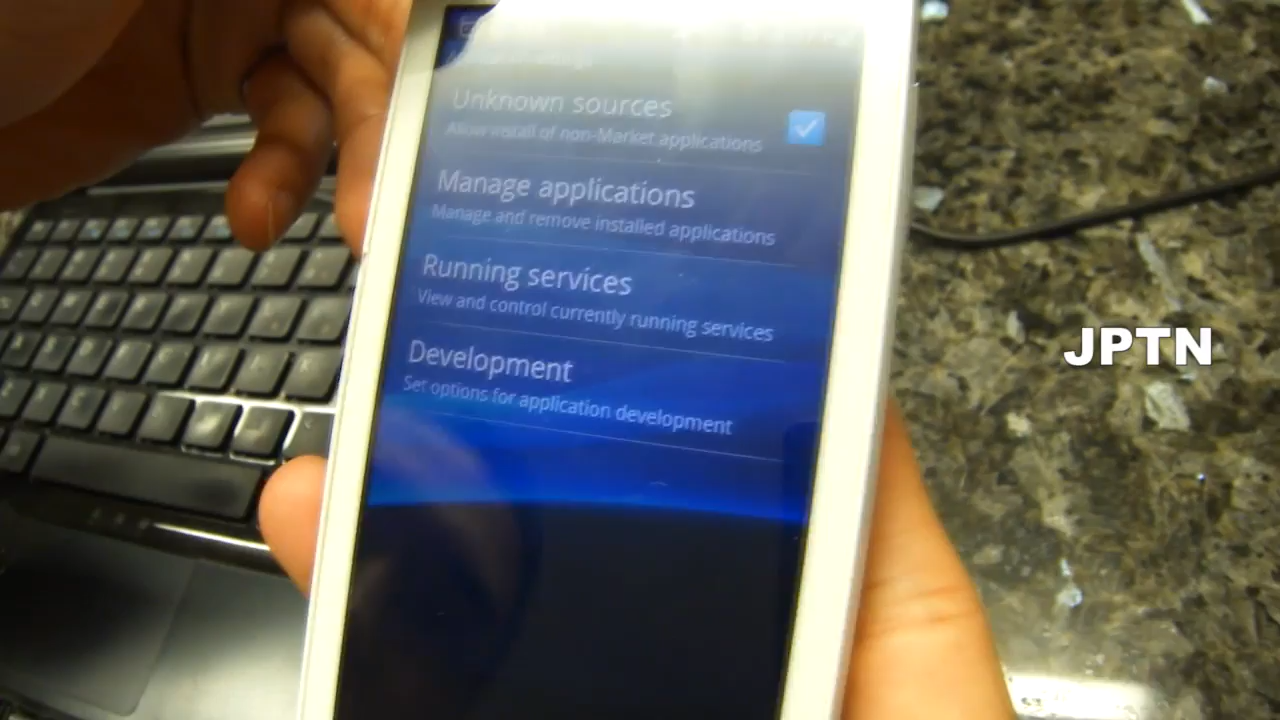 Unknown sources
Allow install of non-Market applications
Manage applications
Manage and remove installed applications
Running services
View and control currently running services
Development
Set options for application development
JPTN